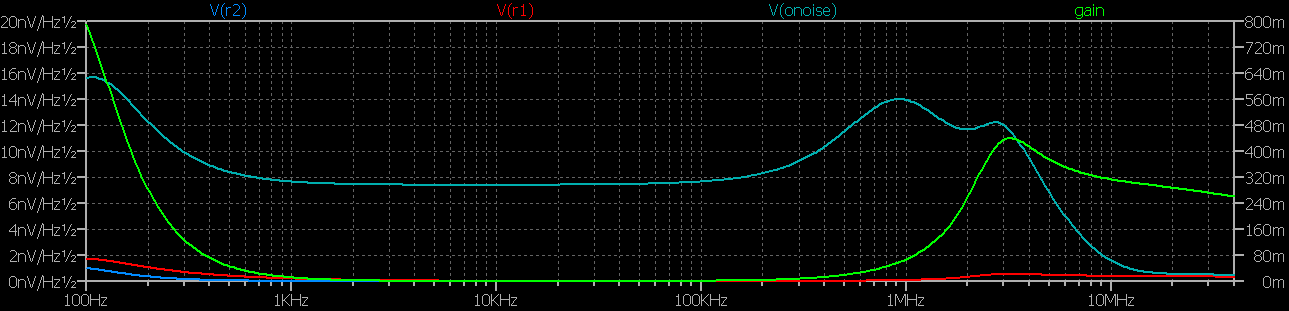 V(r2) V(r1) V(onoise) gain
20nV/Hz½ 800m
18nV/Hz½ 720m
16nV/Hz½ 640m
14nV/Hz½ 560m
12nV/Hz½ 480m
10nV/Hz½ 400m
8nV/Hz½ 320m
6nV/Hz½ 240m
4nV/Hz½ 160m
2nV/Hz½ 80m
0nV/Hz½ 0m
100Hz 1KHz 10KHz 100KHz 1MHz 10MHz